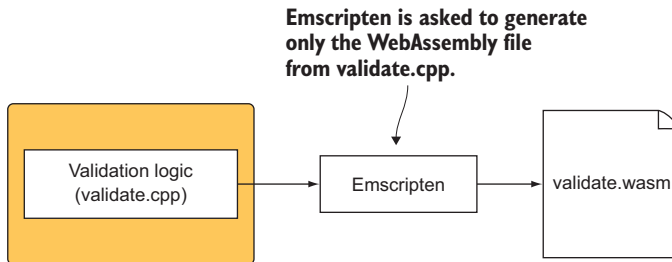 Emscripten is asked to generate
only the WebAssembly file
from validate.cpp.
Validation logic
(validate.cpp)
Emscripten
validate.wasm